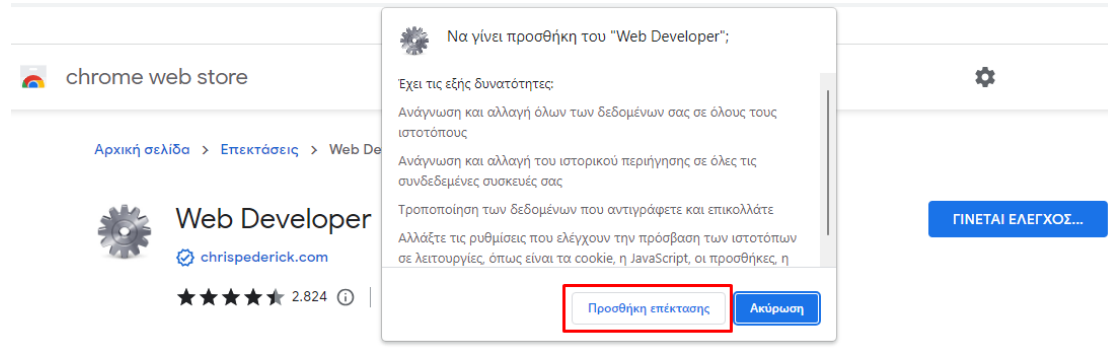 Να γίνει προσθήκη του "Web Developer";
chrome web store
Έχει τις εξής δυνατότητες:
Ανάγνωση και αλλαγή όλων των δεδομένων σας σε όλους τους
ιστοτόπους
Αρχική σελίδα > Επεκτάσεις > Web De
Ανάγνωση και αλλαγή του ιστορικού περιήγησης σε όλες τις
συνδεδεμένες συσκευές σας
Τροποποίηση των δεδομένων που αντιγράφετε και επικολλάτε
Αλλάξτε τις ρυθμίσεις που ελέγχουν την πρόσβαση των ιστοτόπων
σε λειτουργίες, όπως είναι τα cookie, η JavaScript, οι προσθήκες, η
Web Developer
ΓΙΝΕΤΑΙ ΕΛΕΓΧΟΣ...
chrispederick.com
2.824
Προσθήκη επέκτασης
Ακύρωση